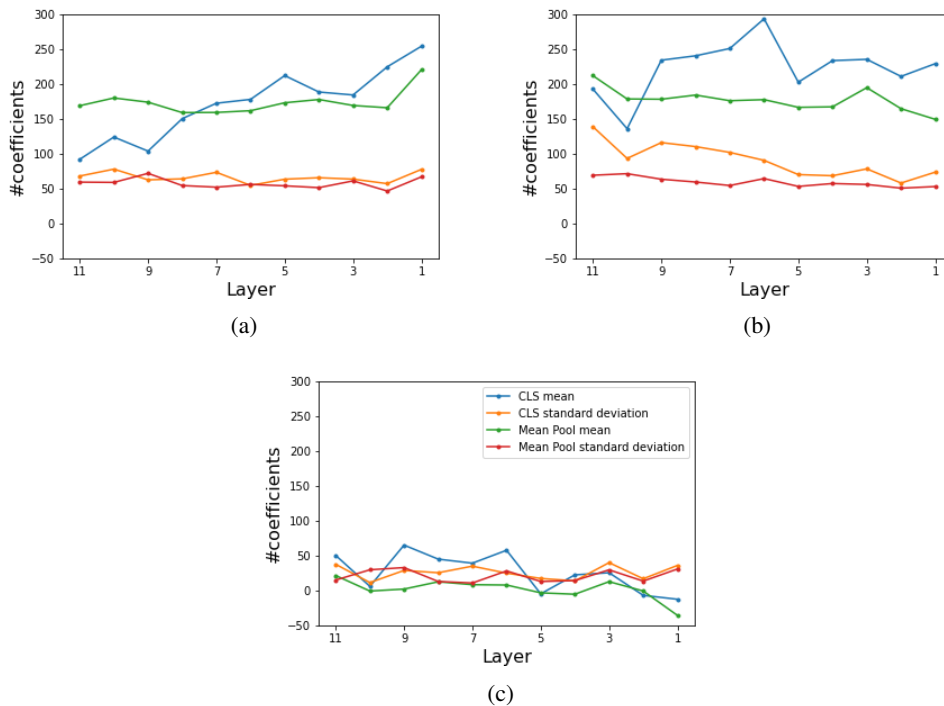 300
250
200
150
100
50
0
−50
#coefficients
11 9 7 5 3 1
Layer
(a)
300
250
200
150
100
50
0
−50
#coefficients
11 9 7 5 3 1
Layer
(b)
300
250
200
150
100
50
0
−50
#coefficients
CLS mean
CLS standard deviation
Mean Pool mean
Mean Pool standard deviation
11 9 7 5 3 1
Layer
(c)